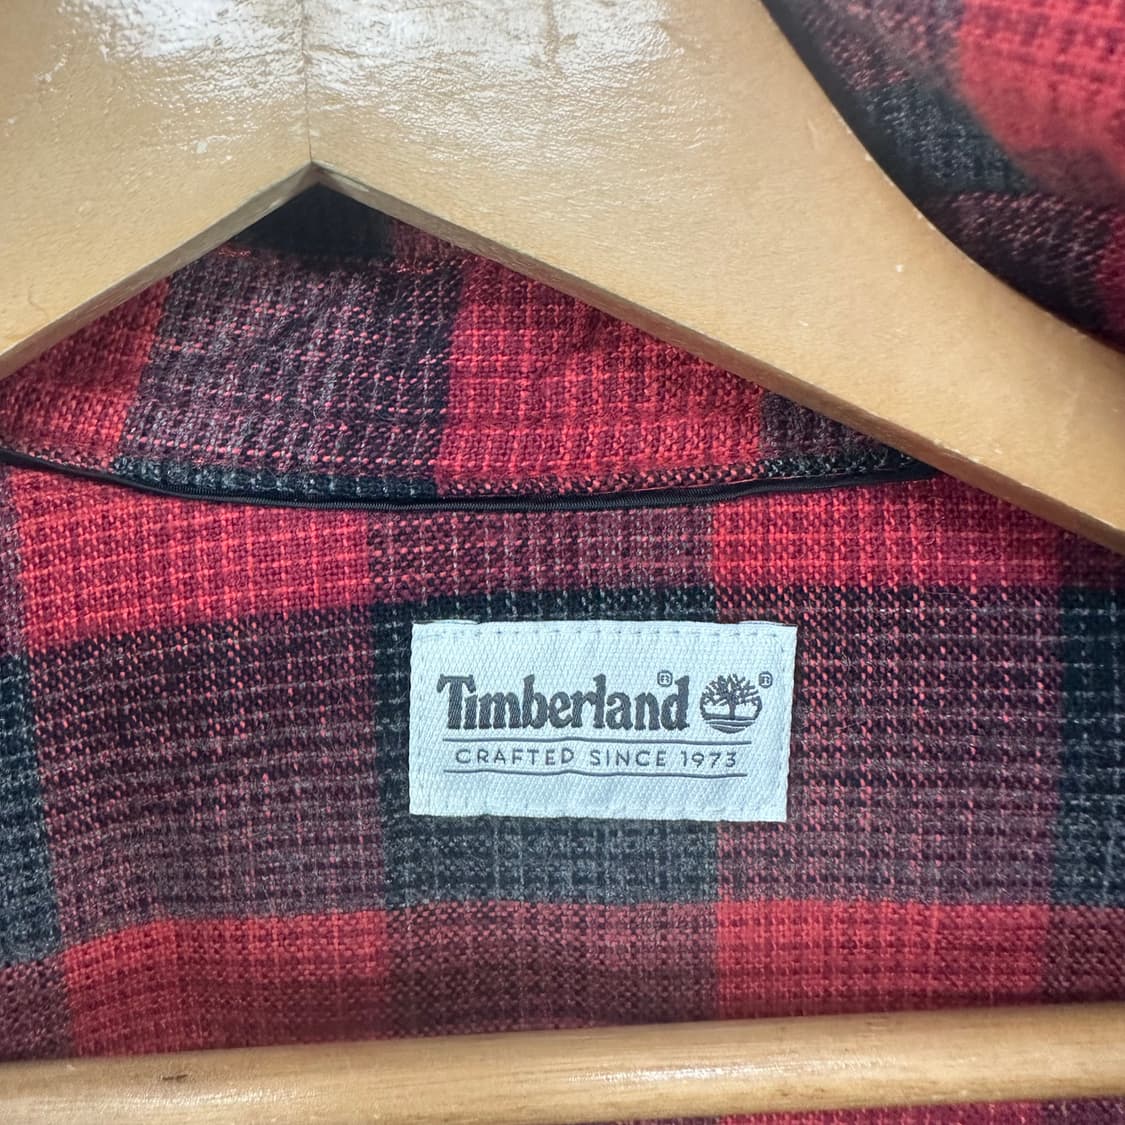 Timberland® ®
CRAFTED SINCE 1973